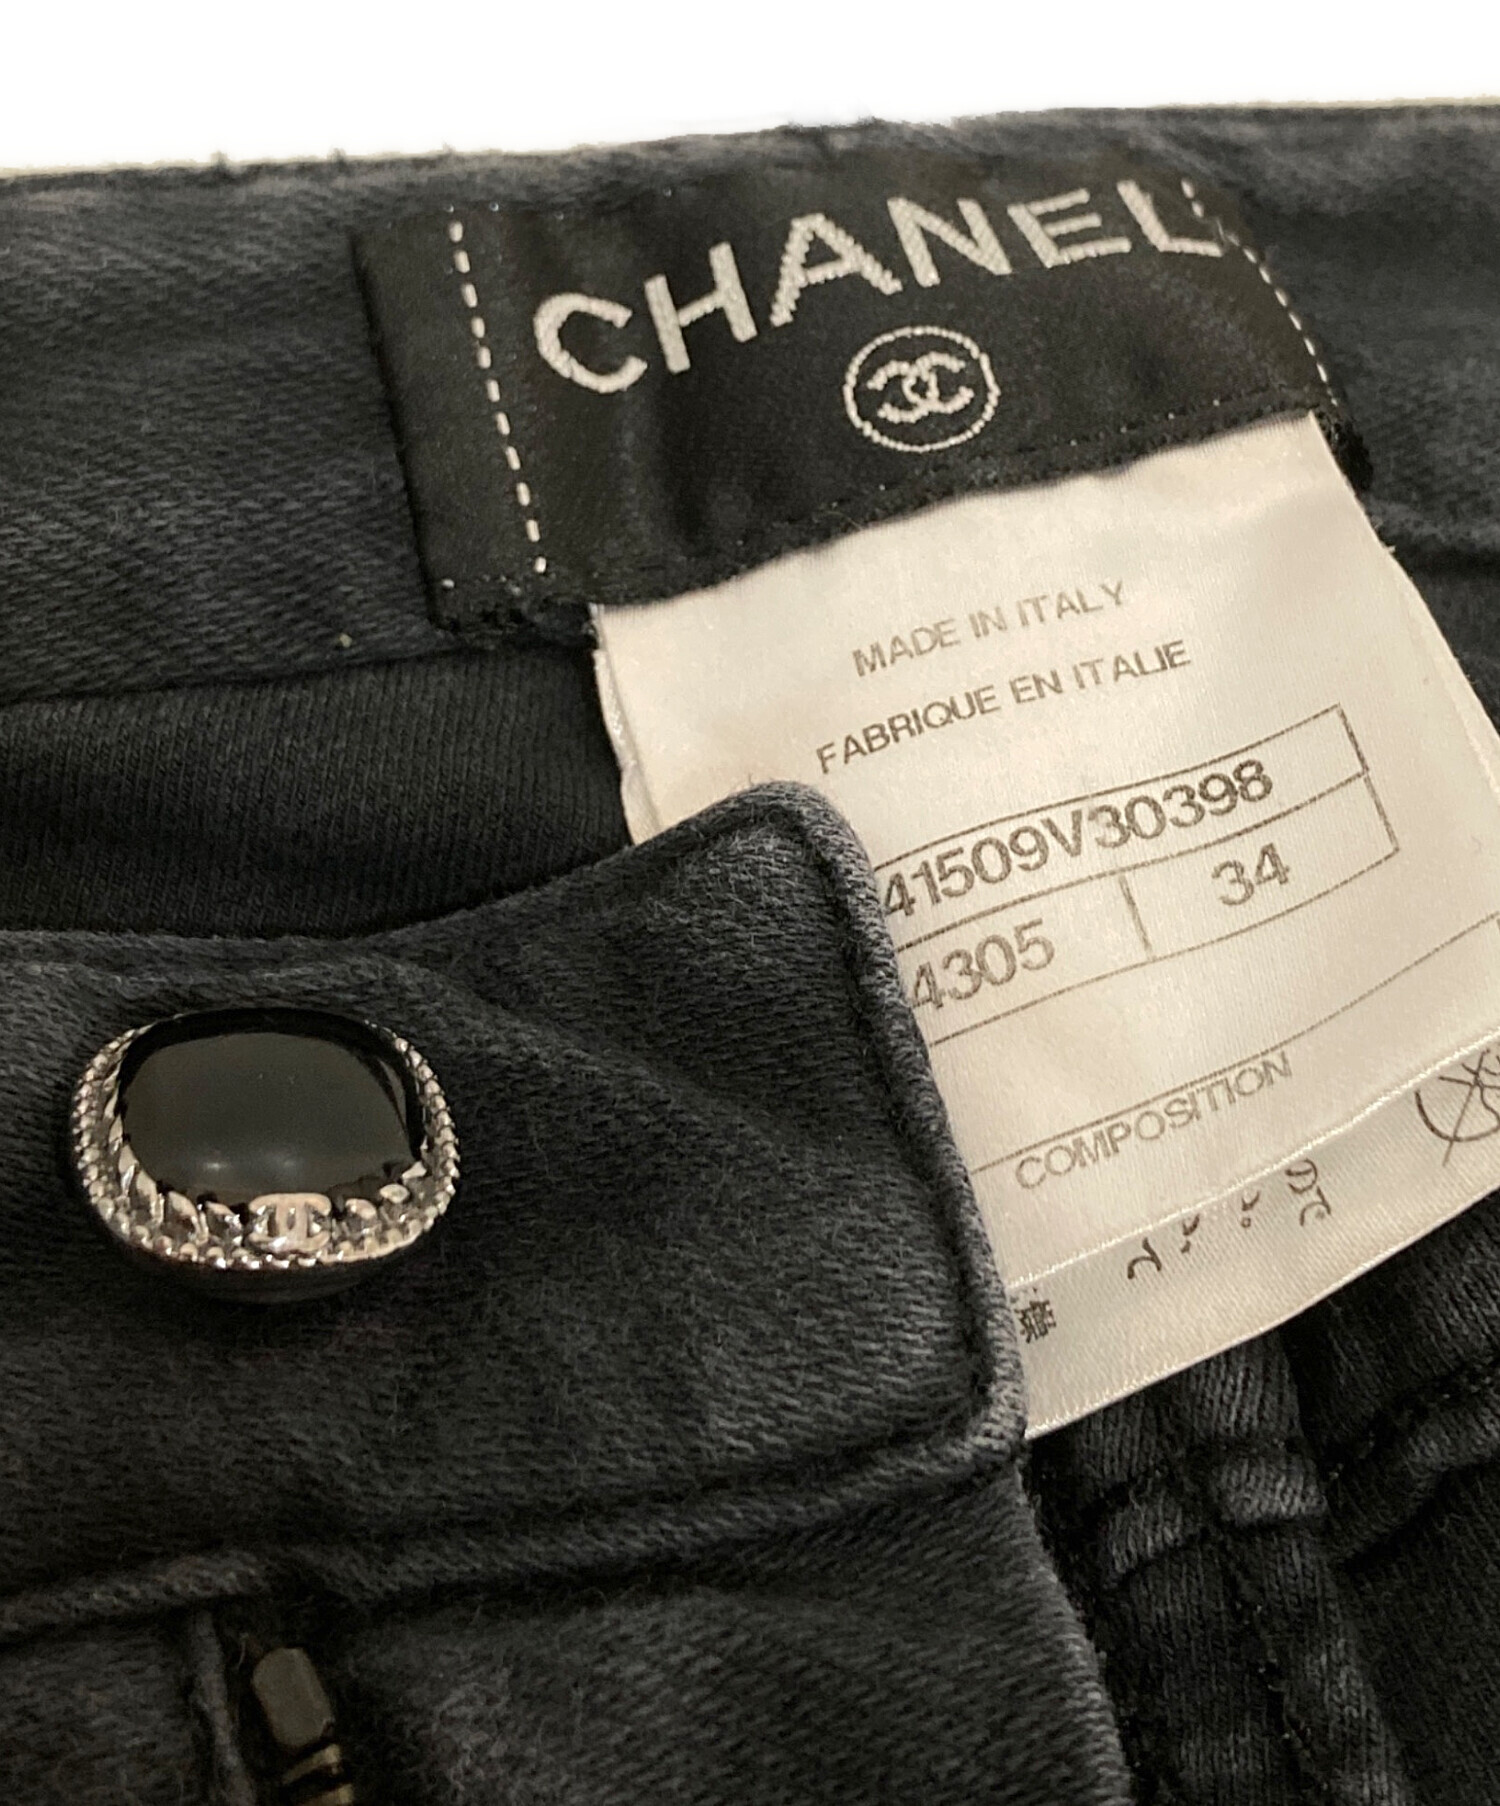 CHANEL
MADE IN ITALY
FABRIQUE EN ITALIE
41509V30398
4305 34
COMPOSITION